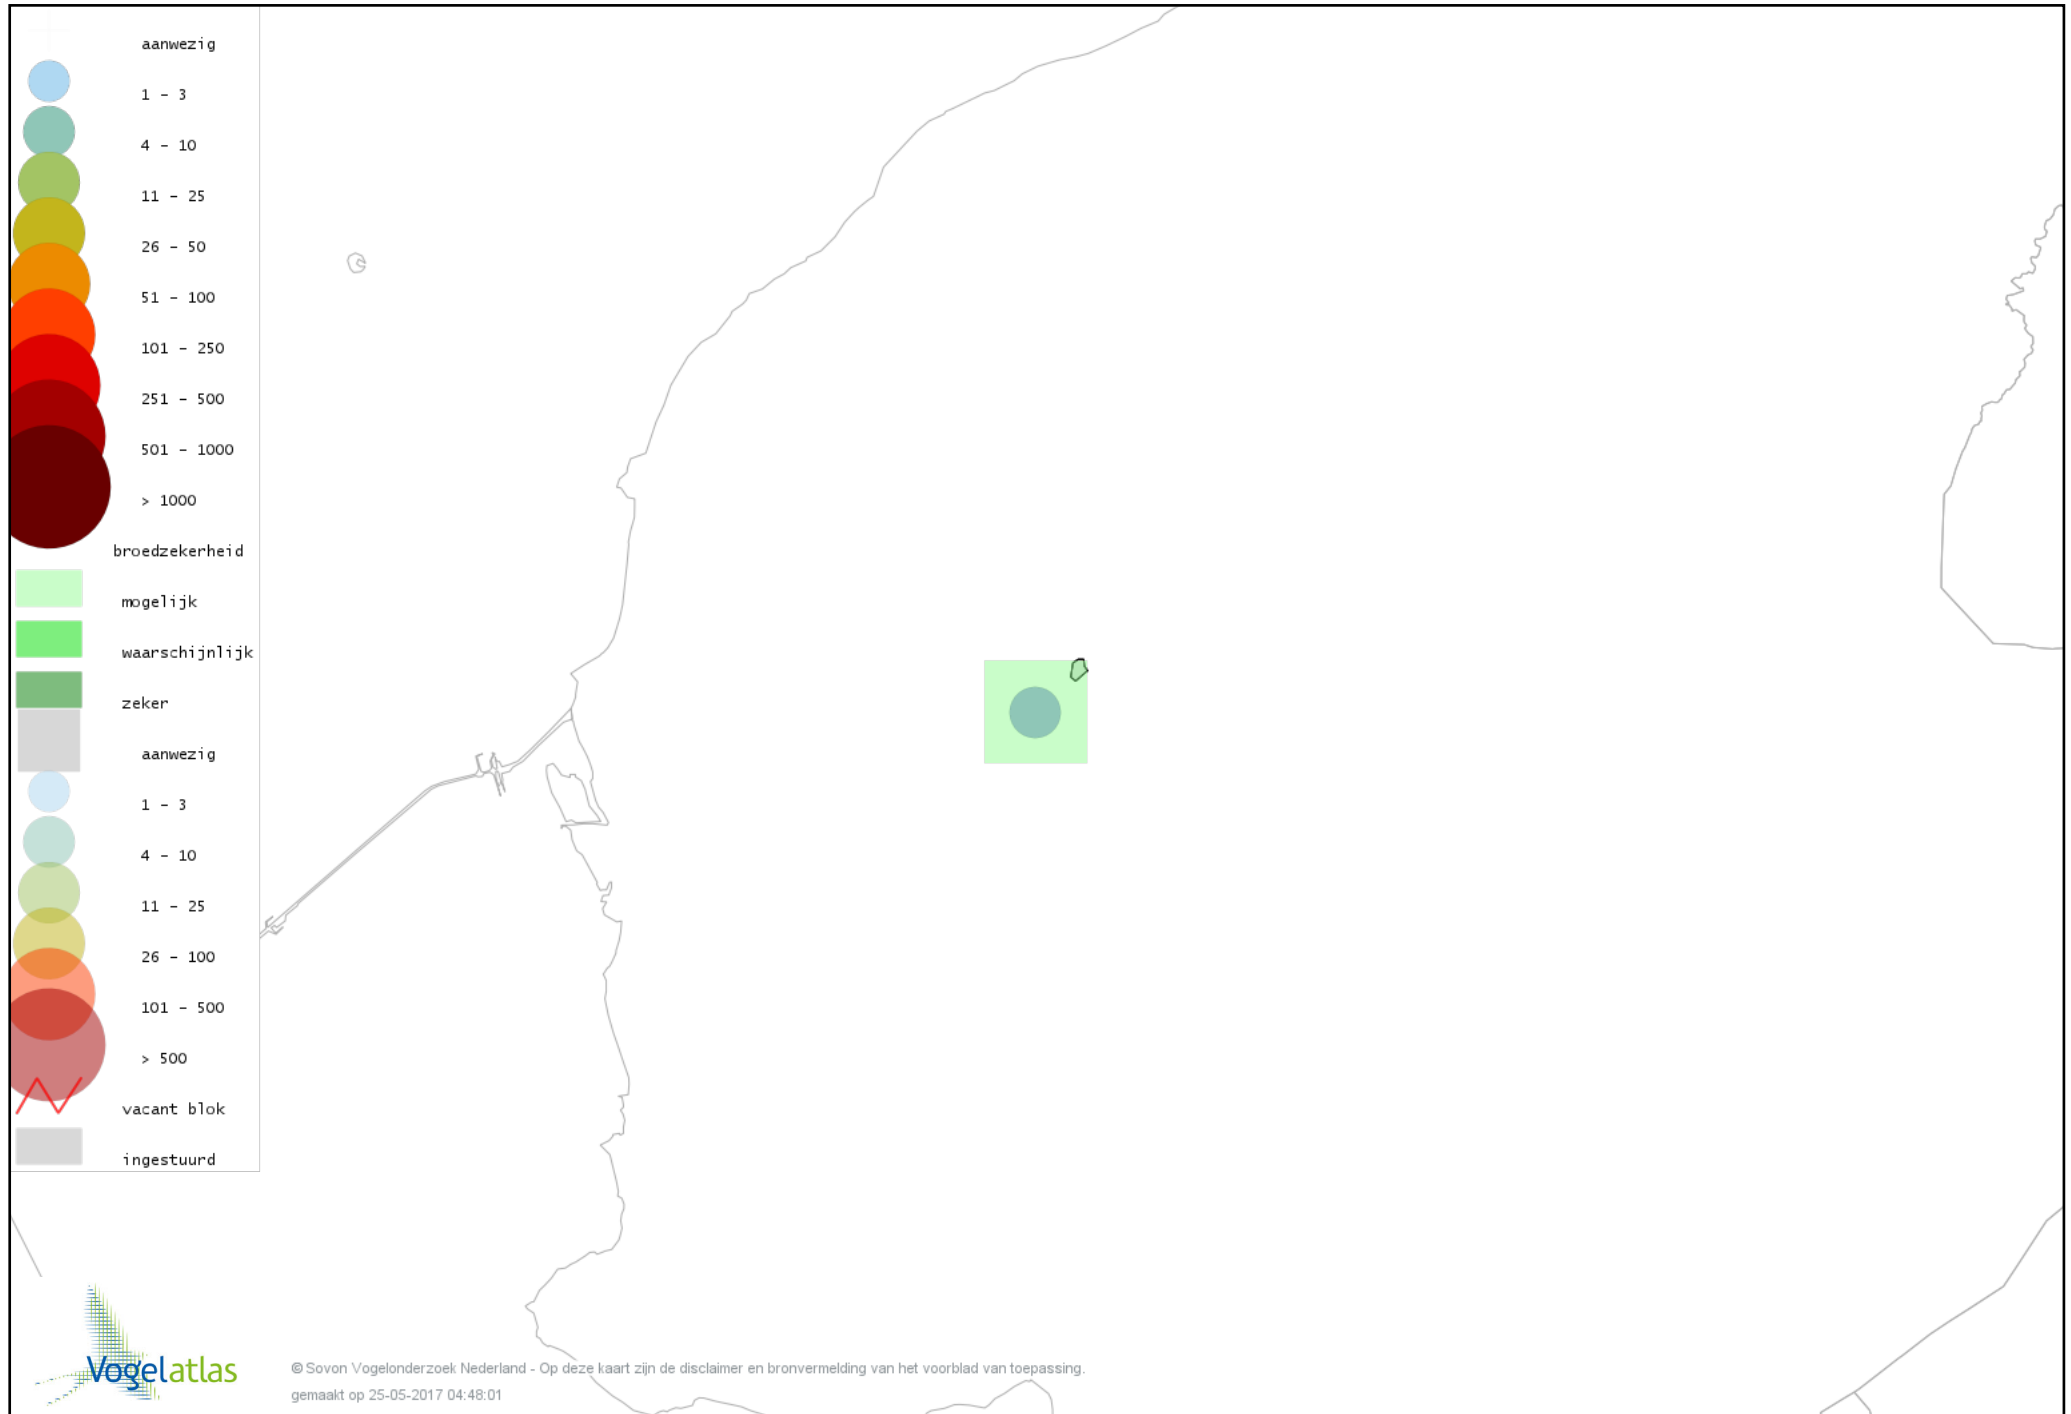 aanwezig
1 - 3
4 - 10
11 - 25
26 - 50
51 - 100
101 - 250
251 - 500
501 - 1000
> 1000
broedzekerheid
mogelijk
waarschijnlijk
zeker
aanwezig
1 - 3
4 - 10
11 - 25
26 - 100
101 - 500
> 500
vacant blok
ingestuurd
Vogelatlas
© Sovon Vogelonderzoek Nederland - Op deze kaart zijn de disclaimer en bronvermelding van het voorblad van toepassing.
gemaakt op 25-05-2017 04:48:01